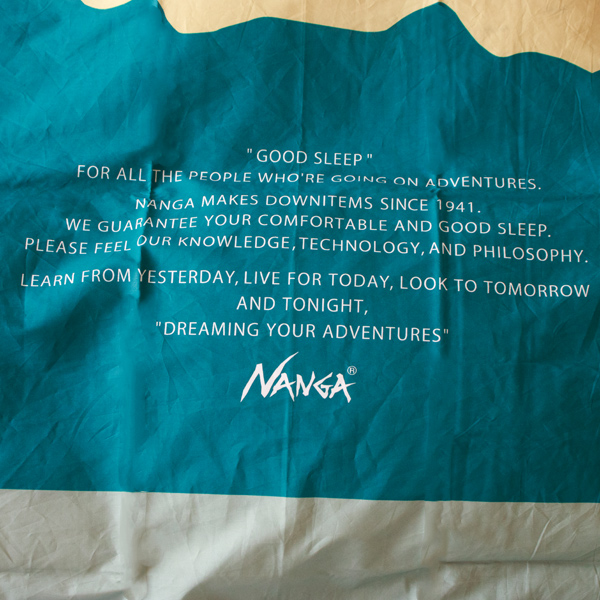 "GOOD SLEEP"
FOR ALL THE PEOPLE WHO'RE GOING ON ADVENTURES.
NANGA MAKES DOWNITEMS SINCE 1941.
WE GUARANTEE YOUR COMFORTABLE AND GOOD SLEEP.
PLEASE FEEL OUR KNOWLEDGE, TECHNOLOGY, AND PHILOSOPHY.
LEARN FROM YESTERDAY, LIVE FOR TODAY, LOOK TO TOMORROW
AND TONIGHT,
"DREAMING YOUR ADVENTURES"
NANGA®